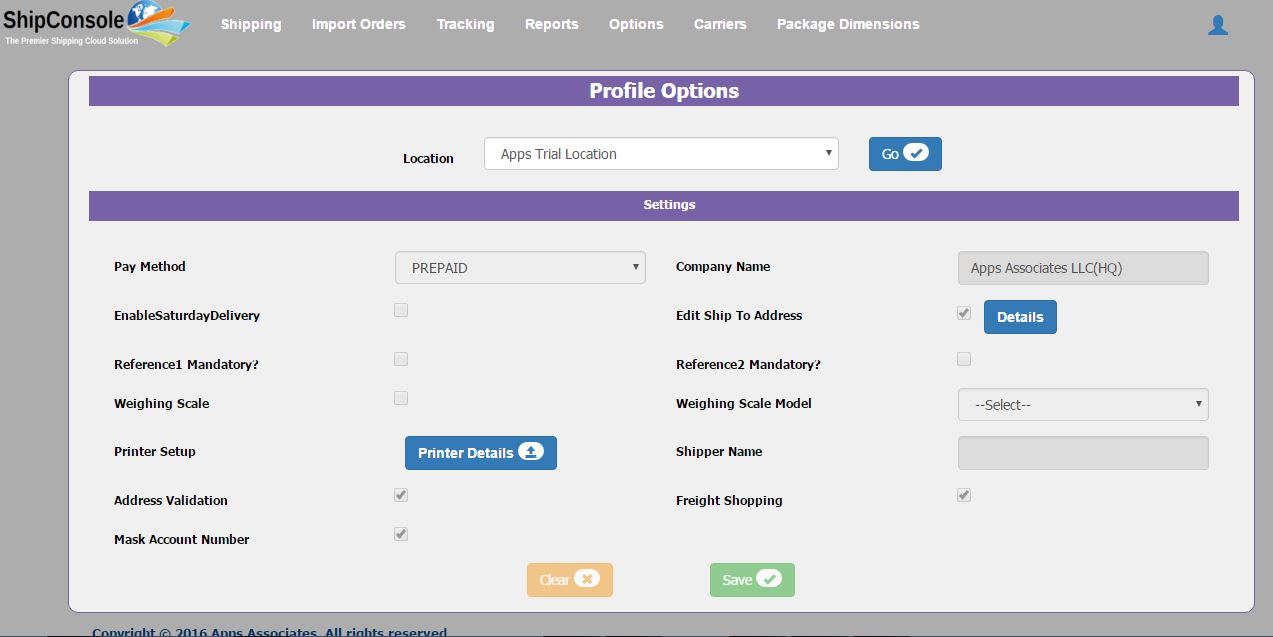 ShipConsole
The Premier Shipping Cloud Solution
Shipping Import Orders Tracking Reports Options Carriers Package Dimensions
Profile Options
Location Apps Trial Location Go
Settings
Pay Method PREPAID Company Name Apps Associates LLC(HQ)
EnableSaturdayDelivery Edit Ship To Address Details
Reference1 Mandatory? Reference2 Mandatory?
Weighing Scale Weighing Scale Model --Select--
Printer Setup Printer Details Shipper Name
Address Validation Freight Shopping
Mask Account Number
Clear Save
Copyright © 2016 Apps Associates. All rights reserved